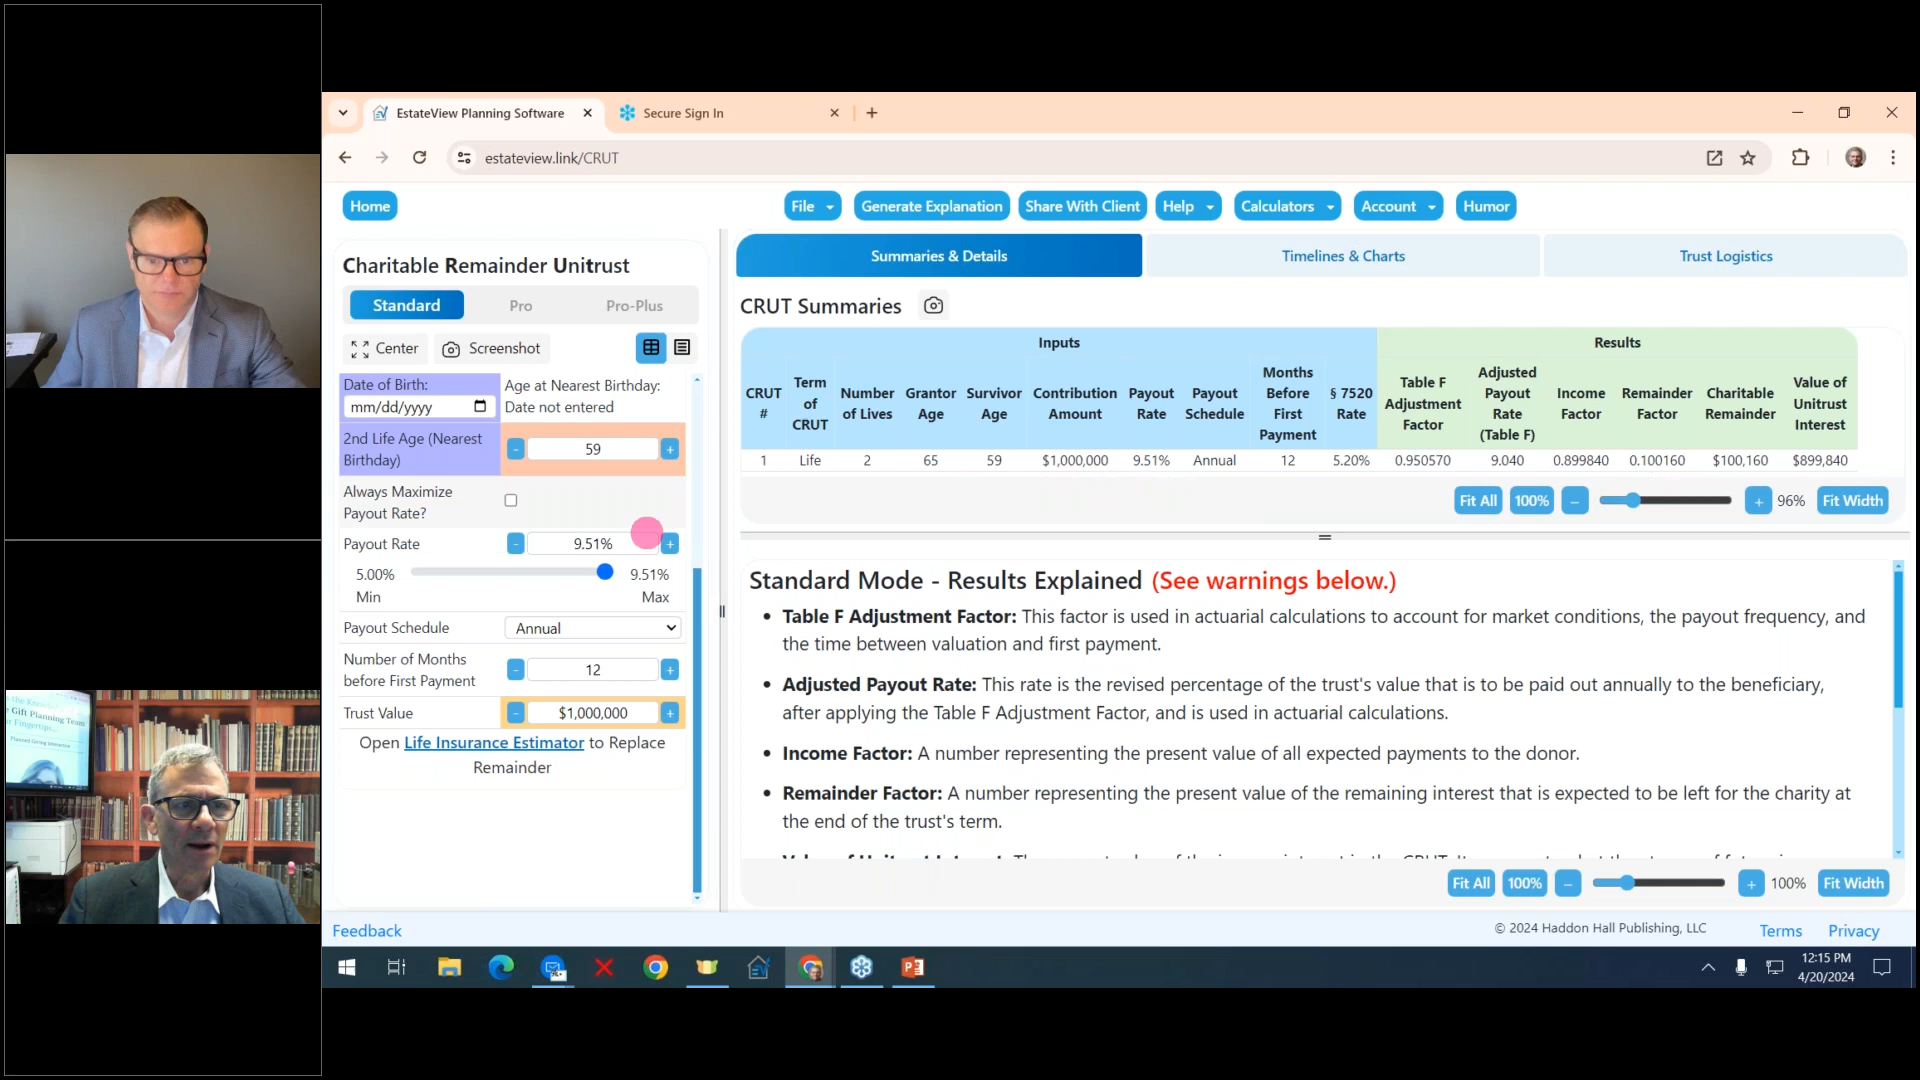 EstateView Planning Software
Secure Sign In
estateview.link/CRUT
Home
File
Generate Explanation
Share With Client
Help
Calculators
Account
Humor
Charitable Remainder Unitrust
Standard
Pro
Pro-Plus
Center
Screenshot
Date of Birth:
mm/dd/yyyy
Age at Nearest Birthday:
Date not entered
2nd Life Age (Nearest
Birthday)
- 59 +
Always Maximize
Payout Rate?
Payout Rate
- 9.51% +
5.00%
Min
9.51%
Max
Payout Schedule
Annual
Number of Months
before First Payment
- 12 +
Trust Value
- $1,000,000 +
Open Life Insurance Estimator to Replace
Remainder
Summaries & Details
Timelines & Charts
Trust Logistics
CRUT Summaries
Inputs
Results
CRUT
#
Term
of
CRUT
Number
of Lives
Grantor
Age
Survivor
Age
Contribution
Amount
Payout
Rate
Payout
Schedule
Months
Before
First
Payment
§ 7520
Rate
Table F
Adjustment
Factor
Adjusted
Payout
Rate
(Table F)
Income
Factor
Remainder
Factor
Charitable
Remainder
Value of
Unitrust
Interest
1 Life 2 65 59 $1,000,000 9.51% Annual 12 5.20% 0.950570 9.040 0.899840 0.100160 $100,160 $899,840
Fit All 100% - + 96% Fit Width
Standard Mode - Results Explained (See warnings below.)
• Table F Adjustment Factor: This factor is used in actuarial calculations to account for market conditions, the payout frequency, and
the time between valuation and first payment.
• Adjusted Payout Rate: This rate is the revised percentage of the trust's value that is to be paid out annually to the beneficiary,
after applying the Table F Adjustment Factor, and is used in actuarial calculations.
• Income Factor: A number representing the present value of all expected payments to the donor.
• Remainder Factor: A number representing the present value of the remaining interest that is expected to be left for the charity at
the end of the trust's term.
Fit All 100% - + 100% Fit Width
Feedback
© 2024 Haddon Hall Publishing, LLC
Terms
Privacy
12:15 PM
4/20/2024
Gift Planning Team
Fingertips...